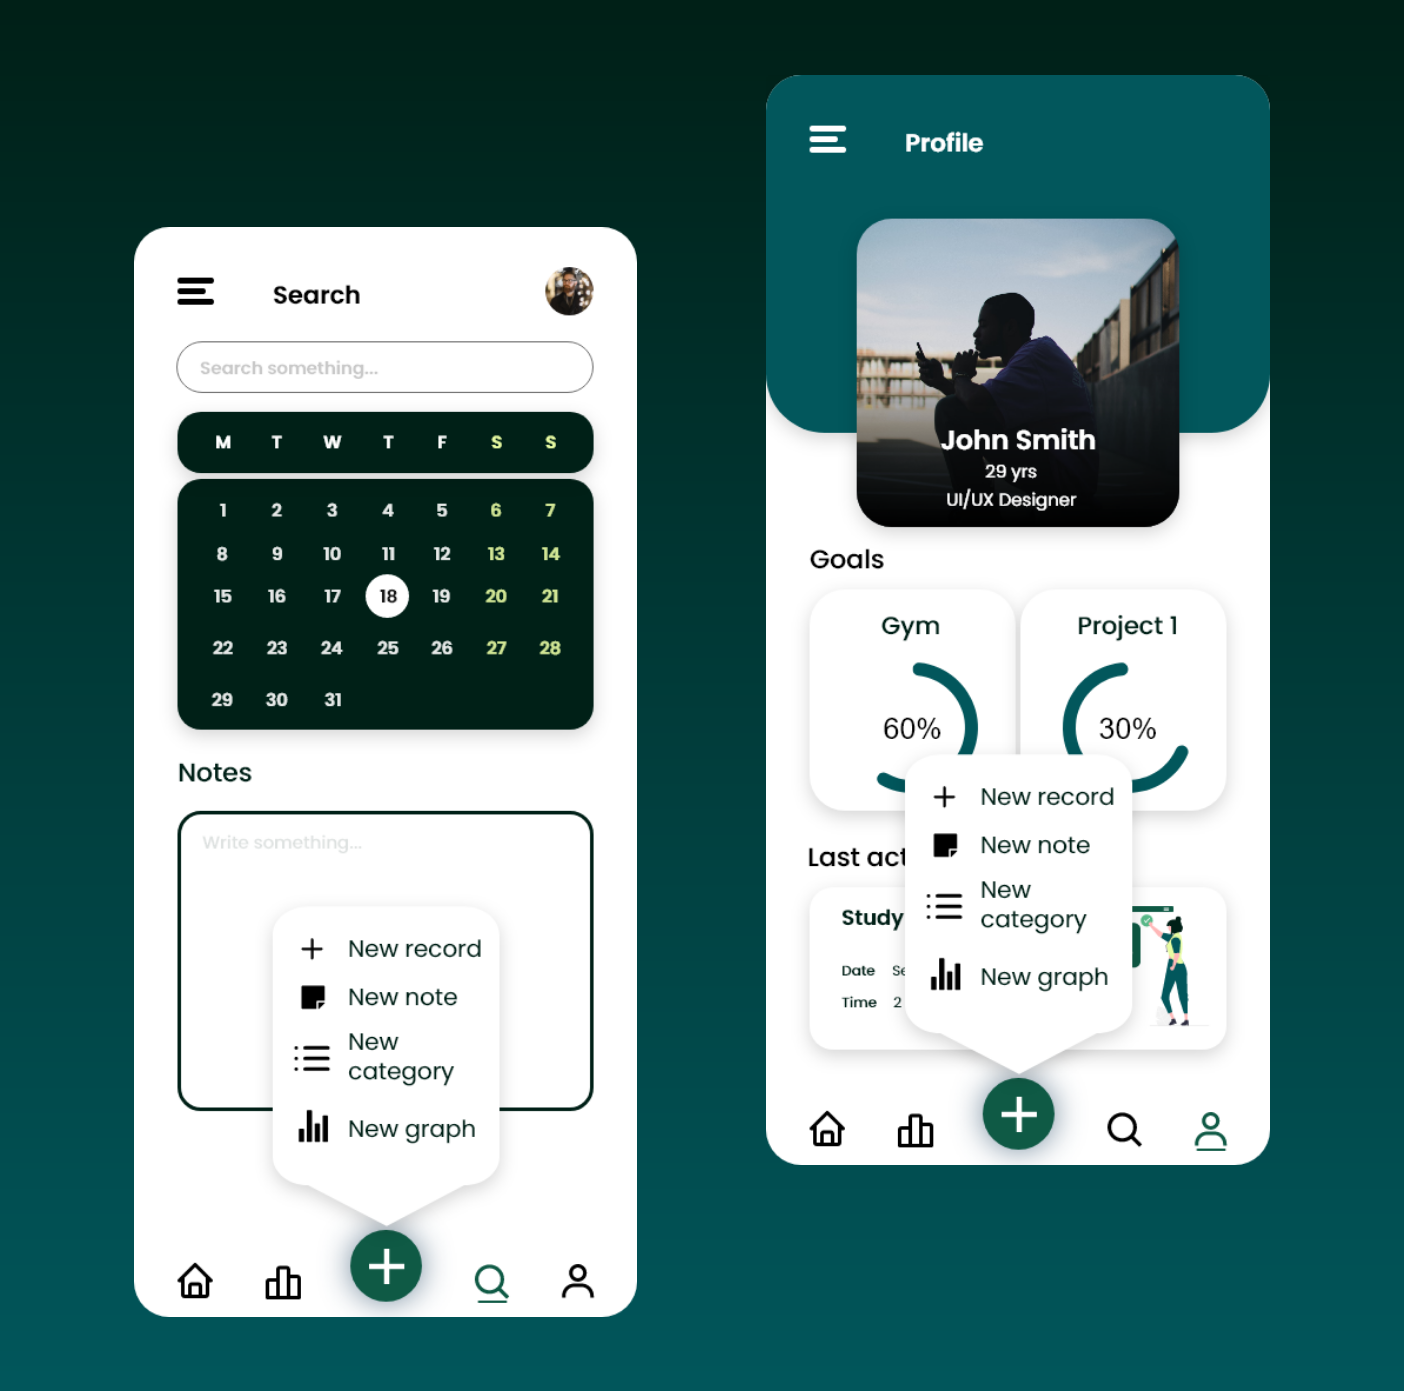 Search
Search something...
M T W T F S S
1 2 3 4 5 6 7
8 9 10 11 12 13 14
15 16 17 18 19 20 21
22 23 24 25 26 27 28
29 30 31
Notes
Write something...
New record
New note
New
category
New graph
Profile
John Smith
29 yrs
UI/UX Designer
Goals
Gym
Project 1
60%
30%
New record
New note
New
category
New graph
Last act
Study
Date Se
Time 2